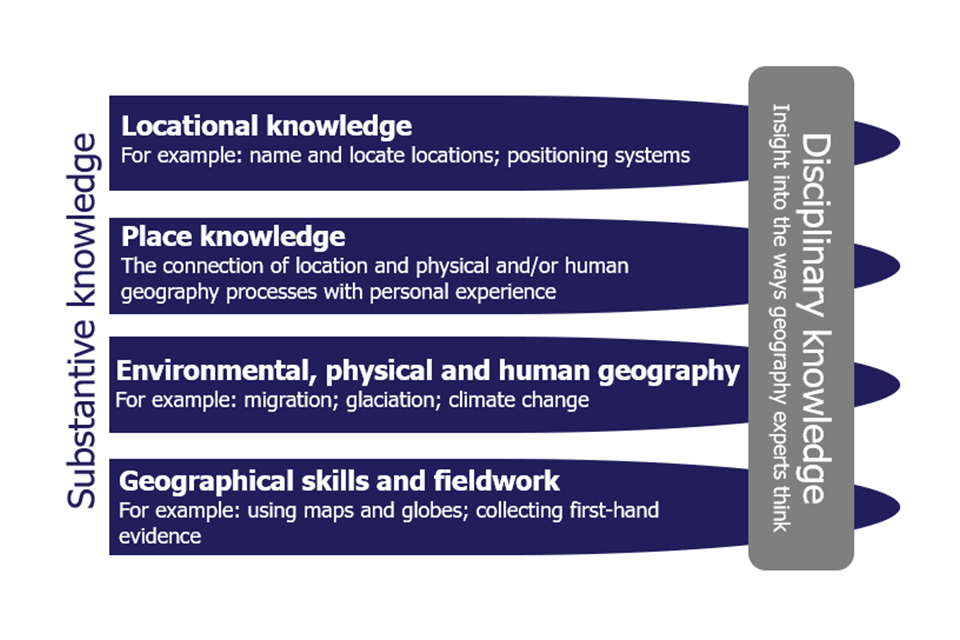 Substantive knowledge
Locational knowledge
For example: name and locate locations; positioning systems
Place knowledge
The connection of location and physical and/or human
geography processes with personal experience
Environmental, physical and human geography
For example: migration; glaciation; climate change
Geographical skills and fieldwork
For example: using maps and globes; collecting first-hand
evidence
Disciplinary knowledge
Insight into the ways geography experts think